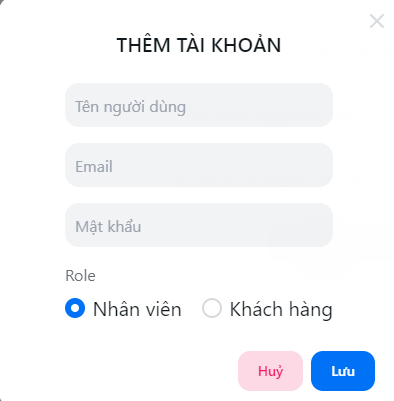 THÊM TÀI KHOẢN
Tên người dùng
Email
Mật khẩu
Role
Nhân viên Khách hàng
Huỷ Lưu